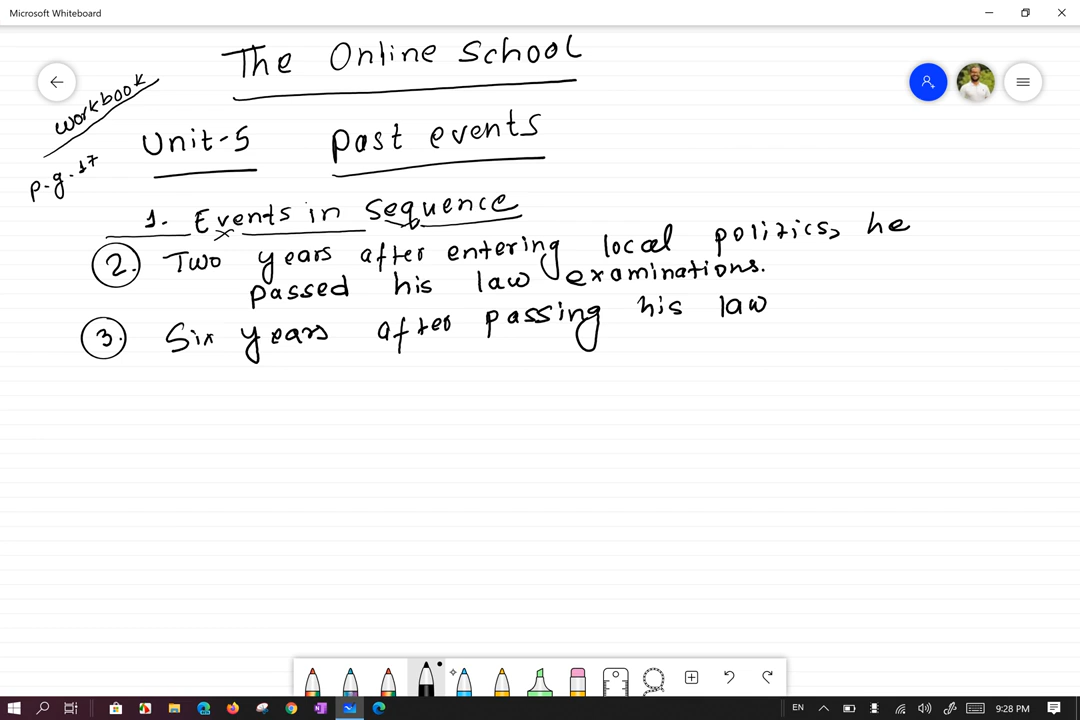 Microsoft Whiteboard
The Online School
workbook
Unit-5 Past events
p.g.17
1. Events in sequence
2. Two years after entering local politics, he
passed his law examinations.
3. Six years after passing his law
EN
9:28 PM